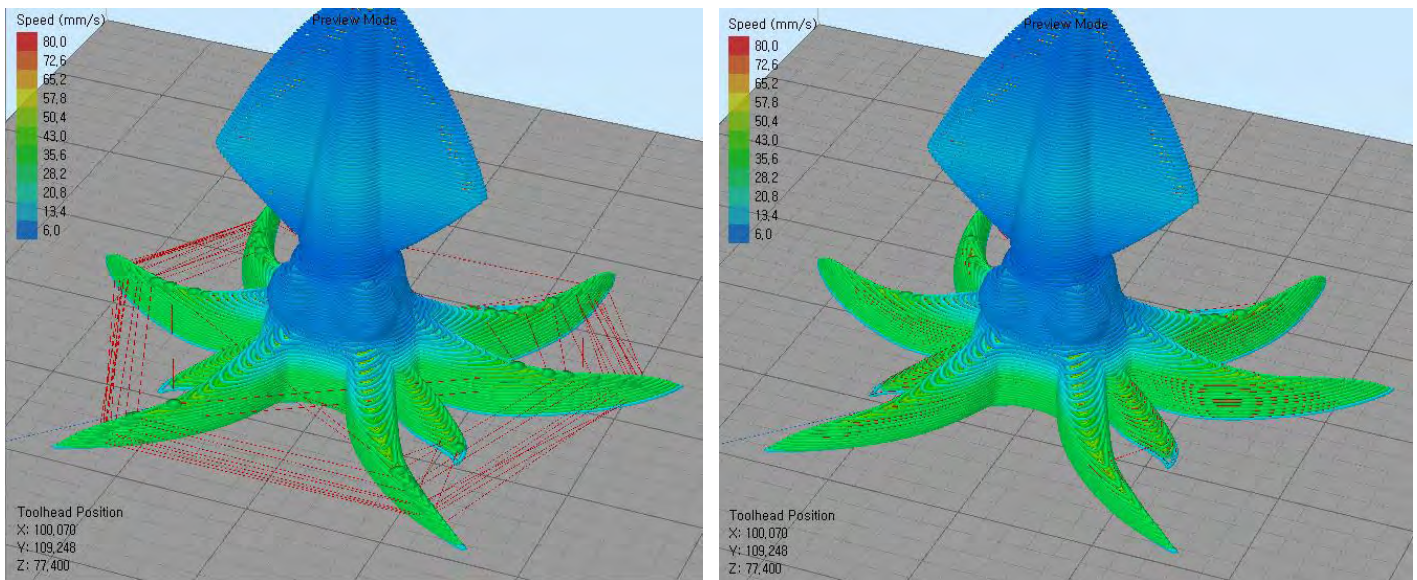 Speed (mm/s)
Preview Mode
80,0
72,6
65,2
57,8
50,4
43,0
35,6
28,2
20,8
13,4
6,0
Toolhead Position
X: 100,070
Y: 109,248
Z: 77,400
Speed (mm/s)
Preview Mode
80,0
72,6
65,2
57,8
50,4
43,0
35,6
28,2
20,8
13,4
6,0
Toolhead Position
X: 100,070
Y: 109,248
Z: 77,400